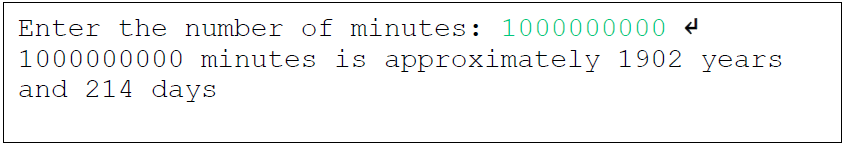 Enter the number of minutes: 1000000000 ↵
1000000000 minutes is approximately 1902 years
and 214 days